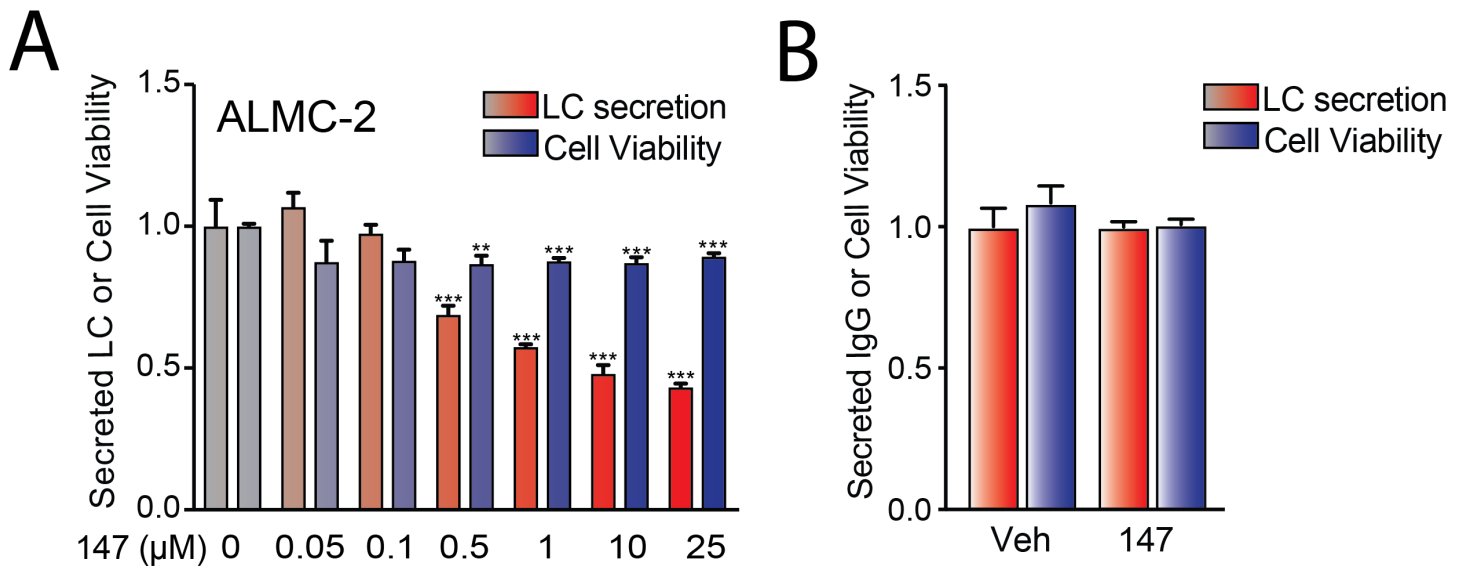 A
ALMC-2
LC secretion
Cell Viability
Secreted LC or Cell Viability
1.5
1.0
0.5
0.0
** *** *** ***
***
***
***
***
147 (µM) 0 0.05 0.1 0.5 1 10 25
B
LC secretion
Cell Viability
Secreted IgG or Cell Viability
1.5
1.0
0.5
0.0
Veh 147